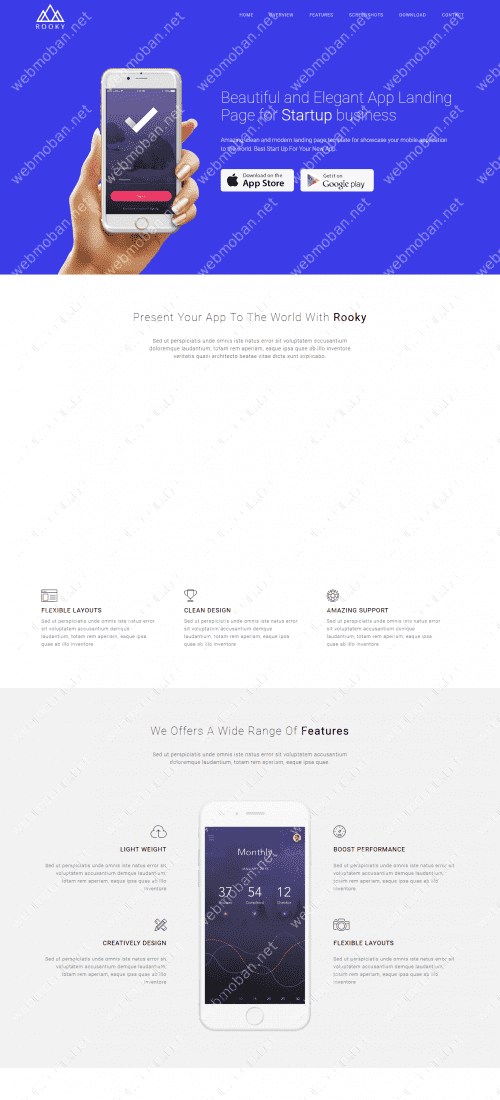 ROOKY
HOME OVERVIEW FEATURES SCREENSHOTS DOWNLOAD CONTACT
Beautiful and Elegant App Landing
Page for Startup business
Amazing clean and modern landing page template for showcase your mobile application
to the world. Best Start Up For Your New App.
Download on the
App Store
Get it on
Google play
Present Your App To The World With Rooky
Sed ut perspiciatis unde omnis iste natus error sit voluptatem accusantium
doloremque laudantium, totam rem aperiam, eaque ipsa quae ab illo inventore
veritatis quasi architecto beatae vitae dicta sunt explicabo.
FLEXIBLE LAYOUTS
Sed ut perspiciatis unde omnis iste natus error
sit voluptatem accusantium demque
laudantium, totam rem aperiam, eaque ipsa
quae ab illo inventore
CLEAN DESIGN
Sed ut perspiciatis unde omnis iste natus error
sit voluptatem accusantium demque
laudantium, totam rem aperiam, eaque ipsa
quae ab illo inventore
AMAZING SUPPORT
Sed ut perspiciatis unde omnis iste natus error
sit voluptatem accusantium demque
laudantium, totam rem aperiam, eaque ipsa
quae ab illo inventore
We Offers A Wide Range Of Features
Sed ut perspiciatis unde omnis iste natus error sit voluptatem accusantium
doloremque laudantium, totam rem aperiam, eaque ipsa quae.
LIGHT WEIGHT
Sed ut perspiciatis unde omnis iste natus error sit
voluptatem accusantium demque laudantium,
totam rem aperiam, eaque ipsa quae ab illo
inventore
CREATIVELY DESIGN
Sed ut perspiciatis unde omnis iste natus error sit
voluptatem accusantium demque laudantium,
totam rem aperiam, eaque ipsa quae ab illo
inventore
Monthly
JANUARY 2015
37 54 12
BOOST PERFORMANCE
Sed ut perspiciatis unde omnis iste natus error sit
voluptatem accusantium demque laudantium,
totam rem aperiam, eaque ipsa quae ab illo
inventore
FLEXIBLE LAYOUTS
Sed ut perspiciatis unde omnis iste natus error sit
voluptatem accusantium demque laudantium,
totam rem aperiam, eaque ipsa quae ab illo
inventore
webmoban.net